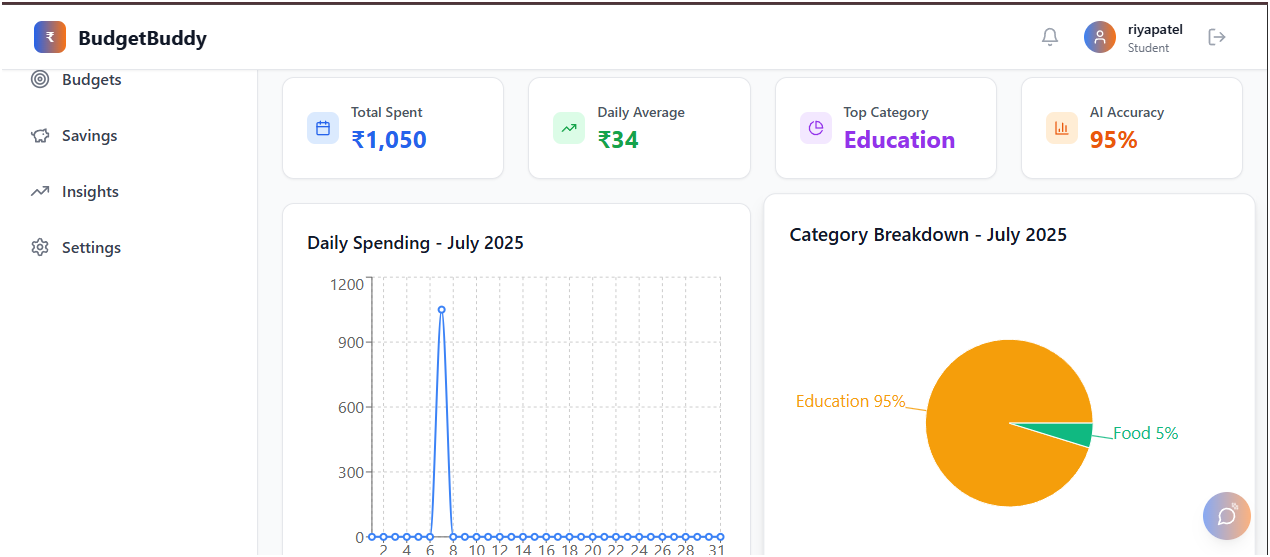 ₹ BudgetBuddy
riyapatel
Student
Budgets
Savings
Insights
Settings
Total Spent
₹1,050
Daily Average
₹34
Top Category
Education
AI Accuracy
95%
Daily Spending - July 2025
1200
900
600
300
0
2 4 6 8 10 12 14 16 18 20 22 24 26 28 31
Category Breakdown - July 2025
Education 95%
Food 5%